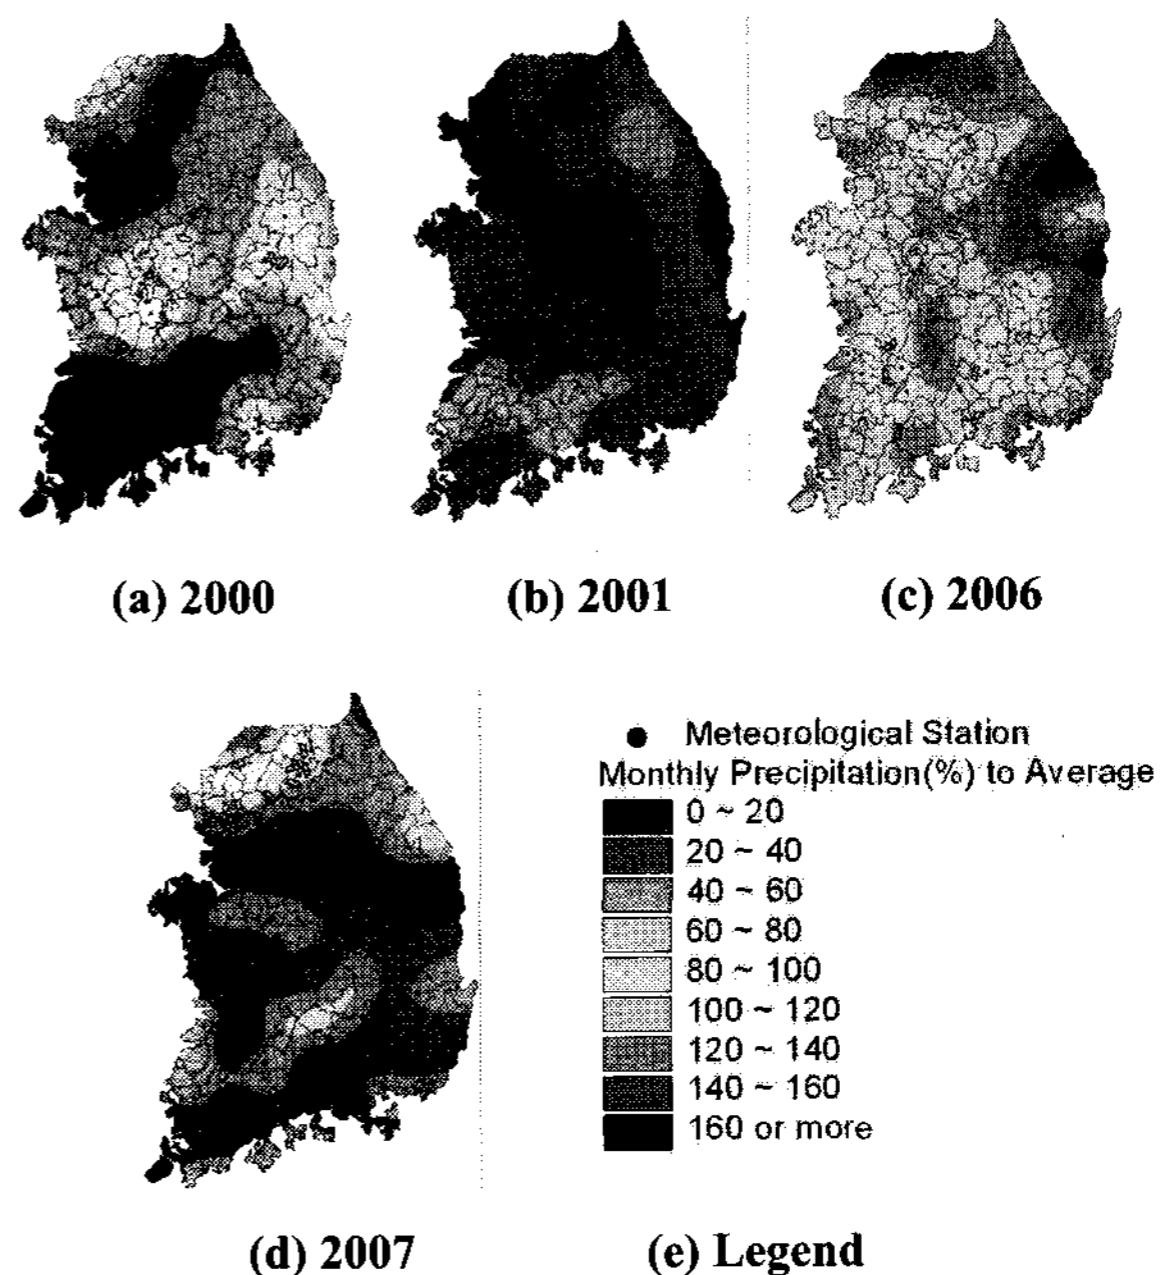 (a) 2000
(b) 2001
(c) 2006
Meteorological Station
Monthly Precipitation(%) to Average
0 ~ 20
20 ~ 40
40 ~ 60
60 ~ 80
80 ~ 100
100 ~ 120
120 ~ 140
140 ~ 160
160 or more
(d) 2007
(e) Legend